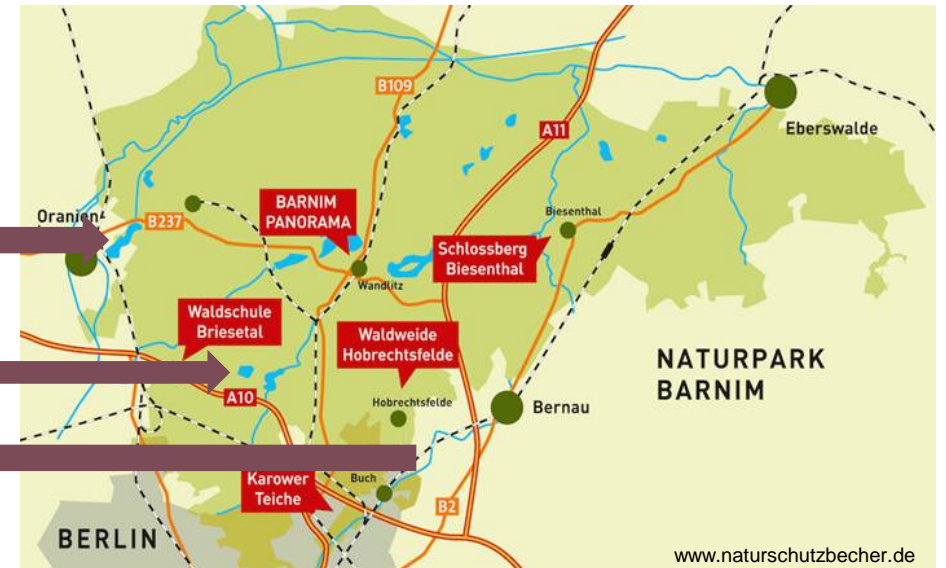 B109
A11
Eberswalde
Oranien-
B237
BARNIM
PANORAMA
Biesenthal
Schlossberg
Biesenthal
Wandlitz
Waldschule
Briesetal
Waldweide
Hobrechtsfelde
NATURPARK
BARNIM
A10
Hobrechtsfelde
Bernau
Karower
Teiche
Buch
B2
BERLIN
www.naturschutzbecher.de